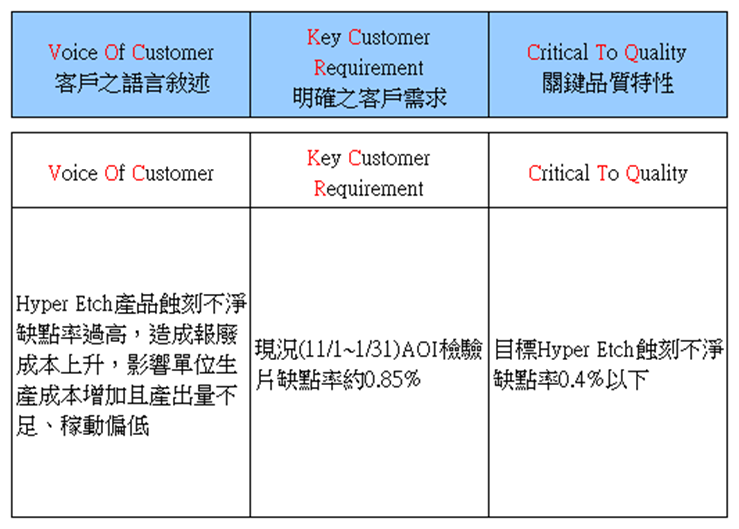 Voice Of Customer
客戶之語言敘述
Key Customer
Requirement
明確之客戶需求
Critical To Quality
關鍵品質特性
Voice Of Customer
Key Customer
Requirement
Critical To Quality
Hyper Etch產品蝕刻不淨
缺點率過高，造成報廢
成本上升，影響單位生
產成本增加且產出量不
足、稼動偏低
現況(11/1~1/31)AOI檢驗
片缺點率約0.85%
目標Hyper Etch蝕刻不淨
缺點率0.4%以下